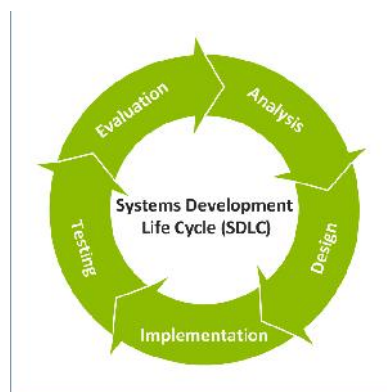 Systems Development
Life Cycle (SDLC)
Analysis
Design
Implementation
Testing
Evaluation